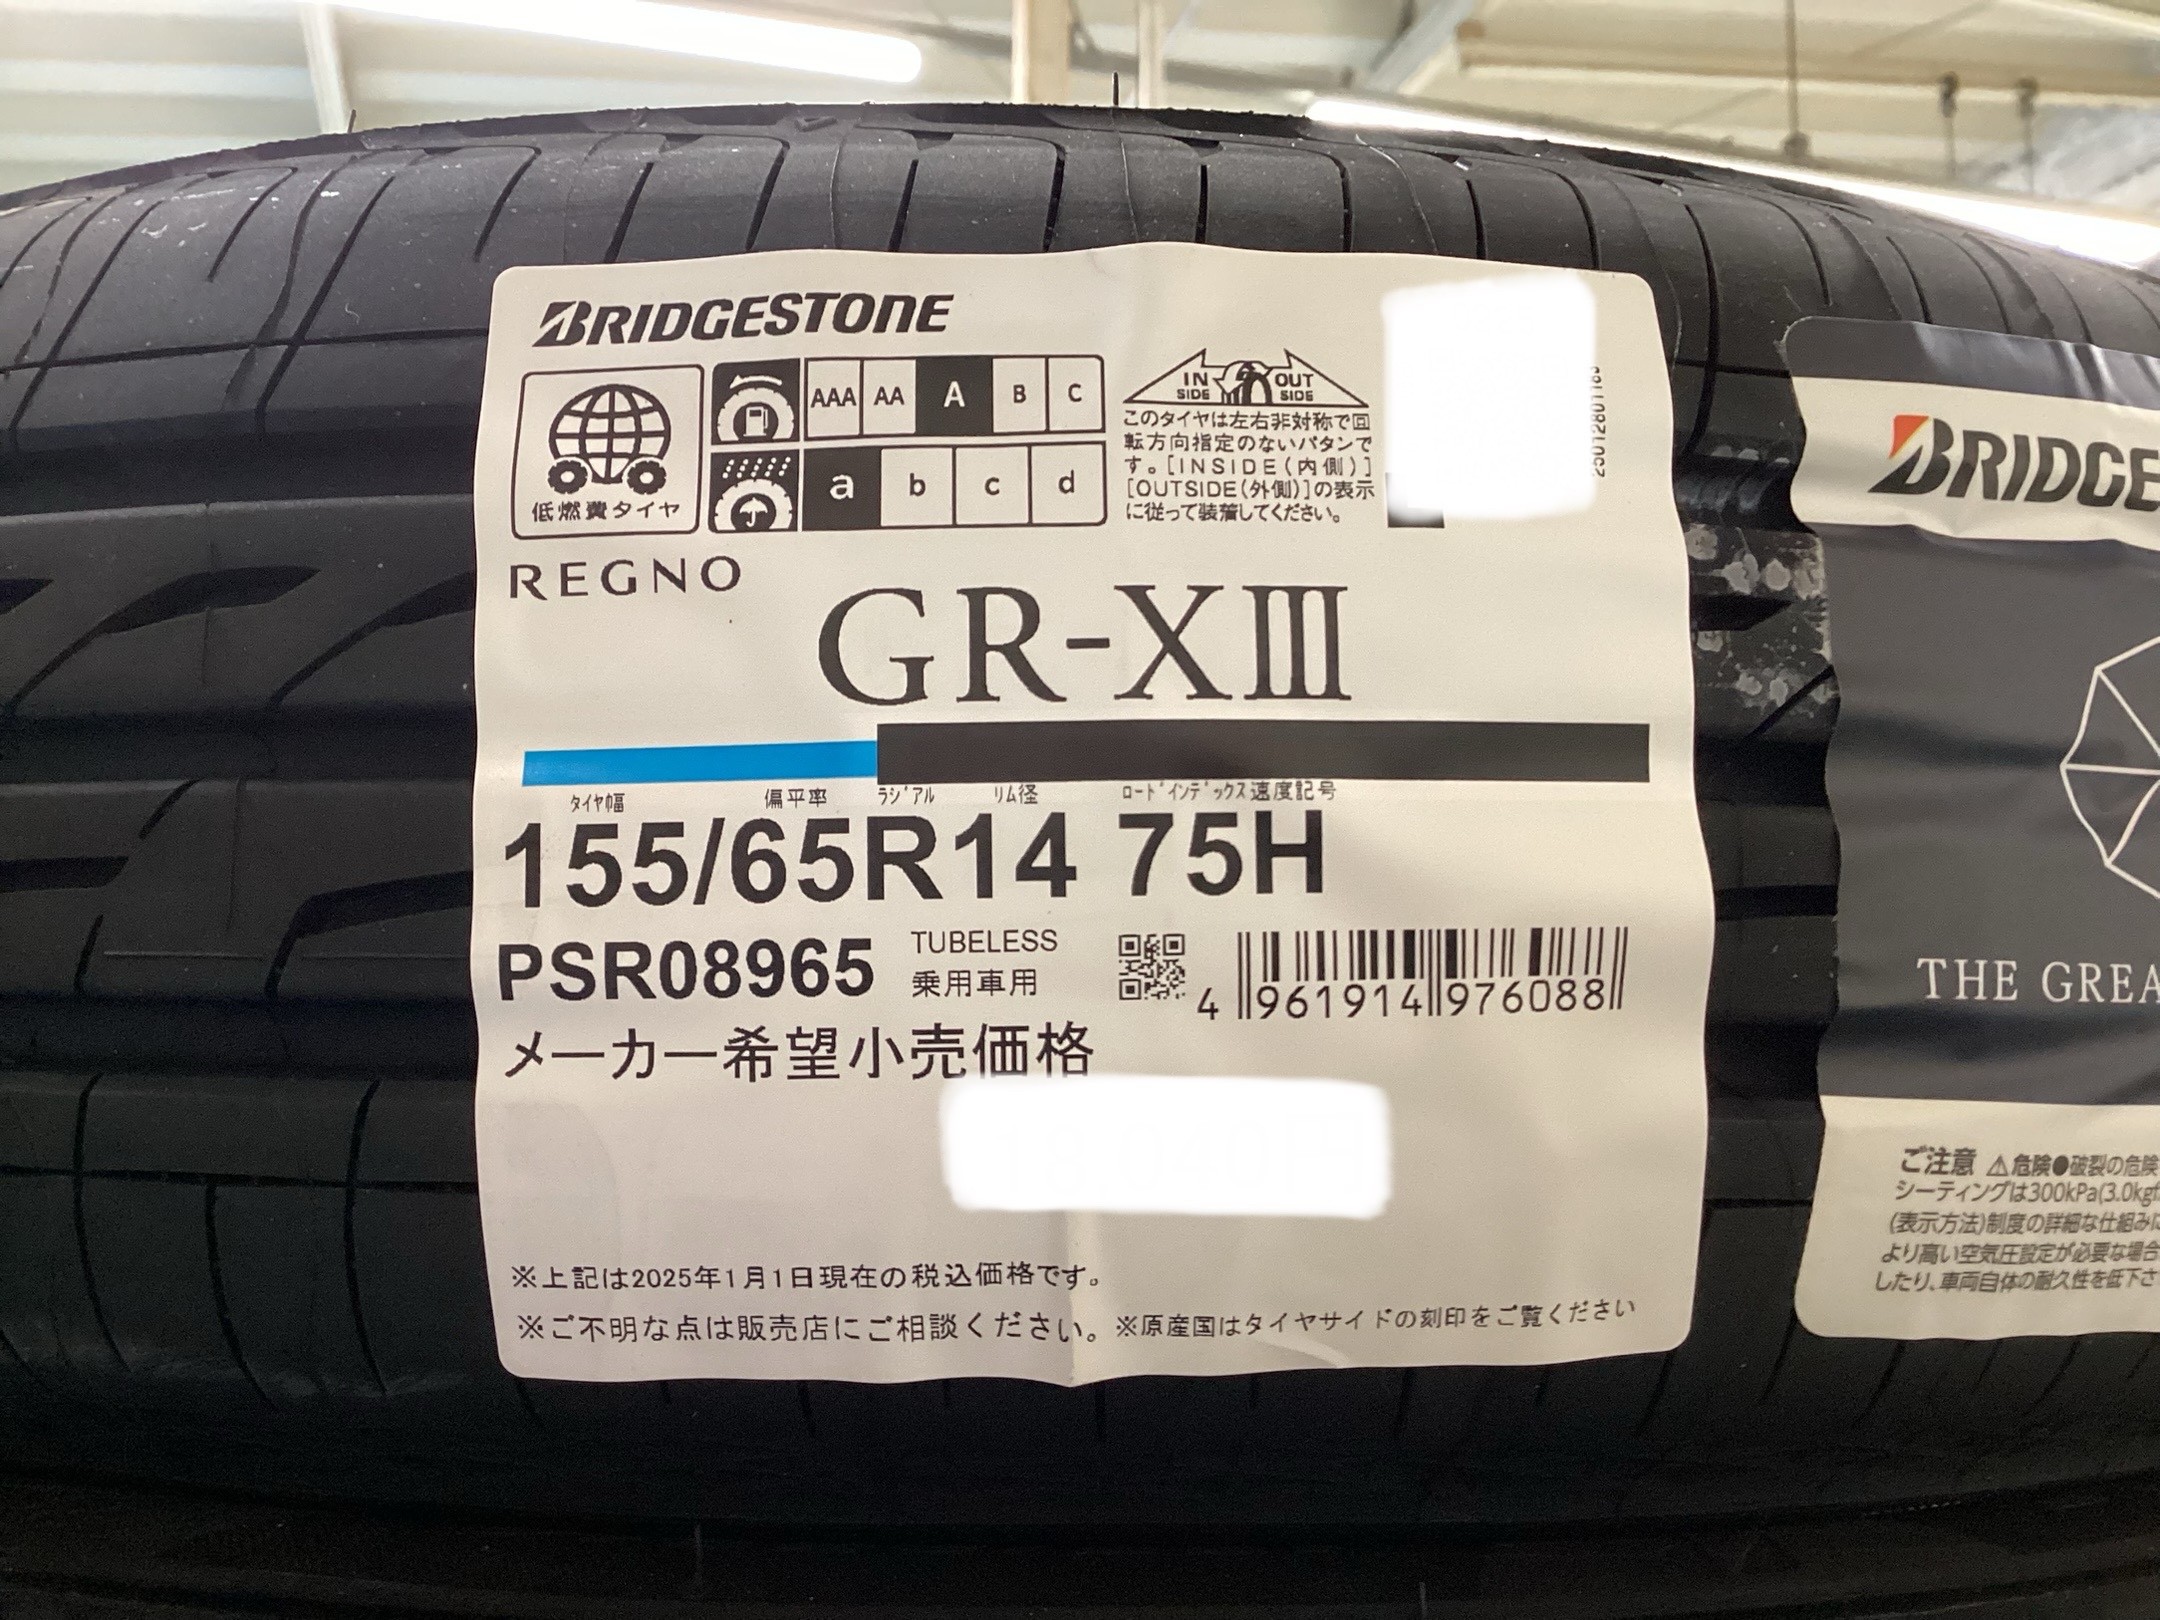 BRIDGESTONE
低燃費タイヤ
AAA AA A B C
a b c d
IN SIDE OUT SIDE
このタイヤは左右非対称で回
転方向指定のないパタンで
す。[INSIDE(内側)]
[OUTSIDE(外側)]の表示
に従って装着してください。
REGNO
GR-XⅢ
タイヤ幅 偏平率 ラジアル リム径 ロードインデックス 速度記号
155/65R14 75H
PSR08965
TUBELESS
乗用車用
4 961914 976088
メーカー希望小売価格
※上記は2025年1月1日現在の税込価格です。
※ご不明な点は販売店にご相談ください。※原産国はタイヤサイドの刻印をご覧ください
BRIDGE
THE GREA
ご注意 ⚠危険●破裂の危険
シーティングは300kPa(3.0kgf
(表示方法)制度の詳細な仕組みに
より高い空気圧設定が必要な場合
したり、車両自体の耐久性を低下さ